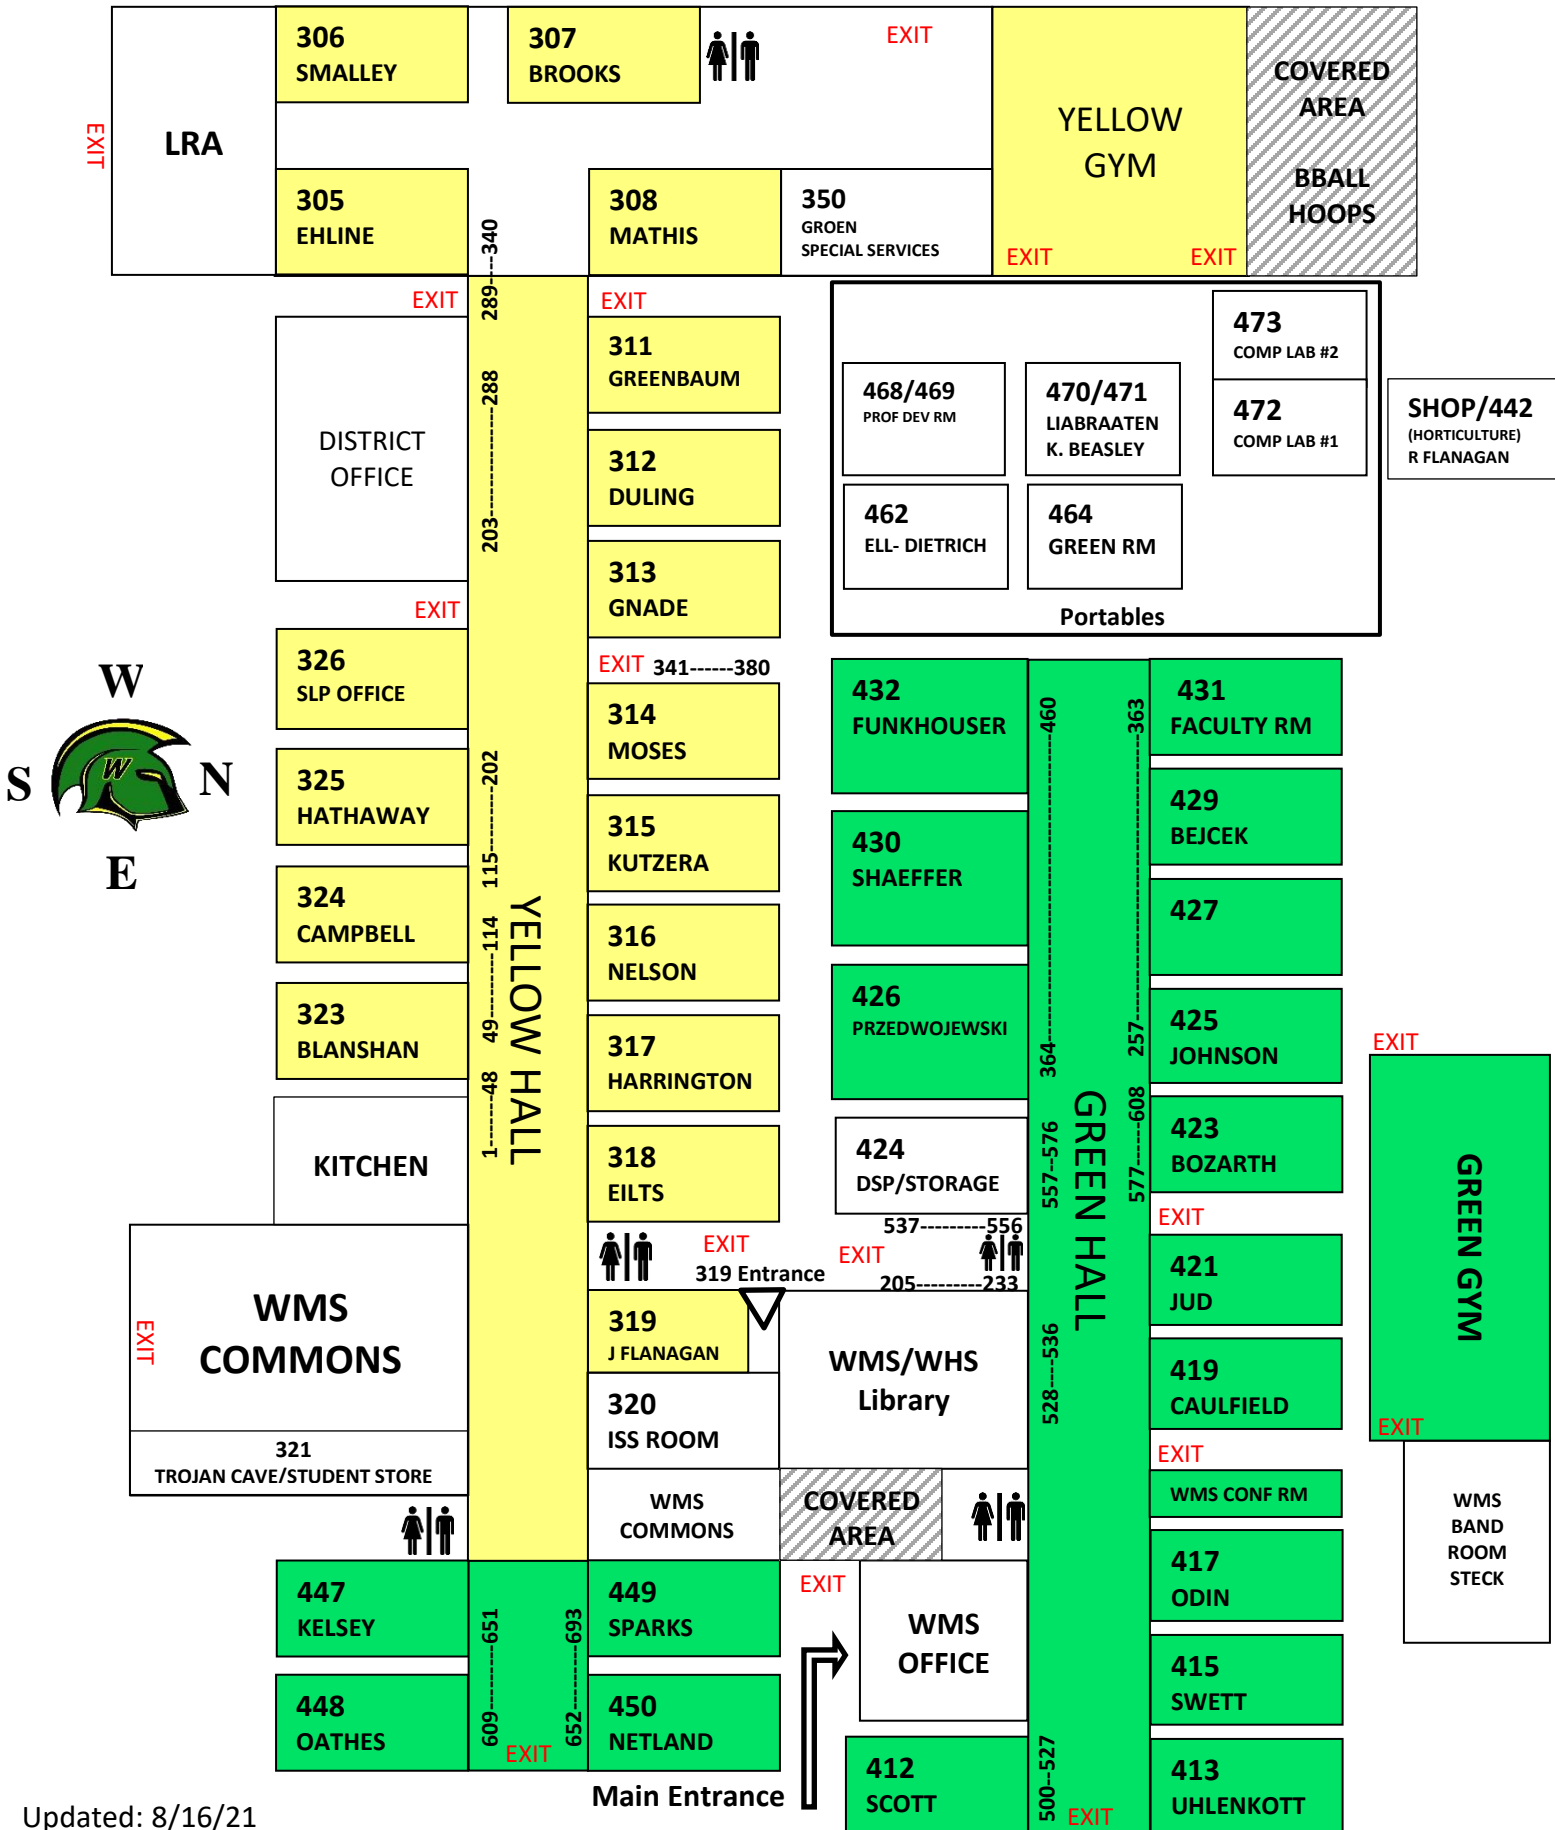 306
SMALLEY
307
BROOKS
EXIT
YELLOW
GYM
COVERED
AREA
BBALL
HOOPS
EXIT
LRA
305
EHLINE
308
MATHIS
350
GROEN
SPECIAL SERVICES
EXIT
EXIT
289----340
EXIT
EXIT
DISTRICT
OFFICE
203------------288
311
GREENBAUM
312
DULING
313
GNADE
468/469
PROF DEV RM
470/471
LIABRAATEN
K. BEASLEY
473
COMP LAB #2
472
COMP LAB #1
SHOP/442
(HORTICULTURE)
R FLANAGAN
462
ELL- DIETRICH
464
GREEN RM
Portables
EXIT
326
SLP OFFICE
EXIT 341------380
W
S
W
N
E
325
HATHAWAY
324
CAMPBELL
323
BLANSHAN
KITCHEN
115----------202
49--------114
1------48
YELLOW HALL
314
MOSES
315
KUTZERA
316
NELSON
317
HARRINGTON
318
EILTS
432
FUNKHOUSER
430
SHAEFFER
426
PRZEDWOJEWSKI
424
DSP/STORAGE
364--------------------------------460
257--------------------------------363
557--576
577------608
GREEN HALL
431
FACULTY RM
429
BEJCEK
427
425
JOHNSON
423
BOZARTH
EXIT
GREEN GYM
EXIT
WMS
COMMONS
EXIT
321
TROJAN CAVE/STUDENT STORE
EXIT
319 Entrance
537---------556
EXIT
205---------233
319
J FLANAGAN
320
ISS ROOM
WMS/WHS
Library
528----536
EXIT
421
JUD
419
CAULFIELD
EXIT
WMS CONF RM
WMS
COMMONS
COVERED
AREA
WMS
BAND
ROOM
STECK
447
KELSEY
448
OATHES
609-------651
652-------693
EXIT
449
SPARKS
450
NETLAND
EXIT
WMS
OFFICE
Main Entrance
412
SCOTT
500---527
EXIT
417
ODIN
415
SWETT
413
UHLENKOTT
Updated: 8/16/21